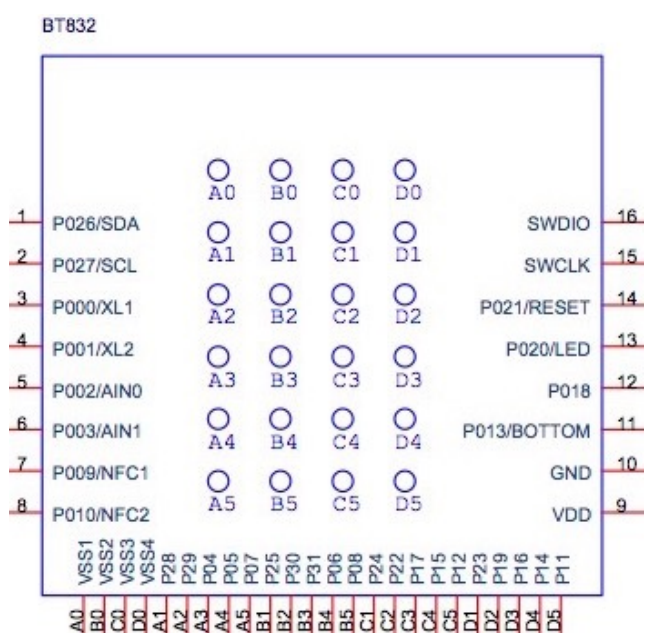 BT832
A0 B0 C0 D0
1 P026/SDA SWDIO 16
A1 B1 C1 D1
2 P027/SCL SWCLK 15
3 P000/XL1 P021/RESET 14
A2 B2 C2 D2
4 P001/XL2 P020/LED 13
A3 B3 C3 D3
5 P002/AIN0 P018 12
6 P003/AIN1 P013/BOTTOM 11
A4 B4 C4 D4
7 P009/NFC1 GND 10
A5 B5 C5 D5
8 P010/NFC2 VDD 9
VSS1 VSS2 VSS3 VSS4 P28 P29 P04 P05 P07 P25 P30 P31 P06 P08 P24 P22 P17 P15 P12 P23 P19 P16 P14 P11
A0 B0 C0 D0 A1 A2 A3 A4 A5 B1 B2 B3 B4 B5 C1 C2 C3 C4 C5 D1 D2 D3 D4 D5